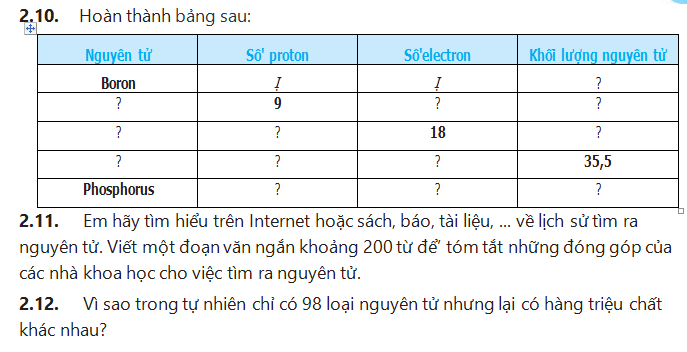 2.10. Hoàn thành bảng sau:
Nguyên tử Số proton Số electron Khối lượng nguyên tử
Boron ? ? ?
? 9 ? ?
? ? 18 ?
? ? ? 35,5
Phosphorus ? ? ?
2.11. Em hãy tìm hiểu trên Internet hoặc sách, báo, tài liệu, ... về lịch sử tìm ra
nguyên tử. Viết một đoạn văn ngắn khoảng 200 từ để tóm tắt những đóng góp của
các nhà khoa học cho việc tìm ra nguyên tử.
2.12. Vì sao trong tự nhiên chỉ có 98 loại nguyên tử nhưng lại có hàng triệu chất
khác nhau?